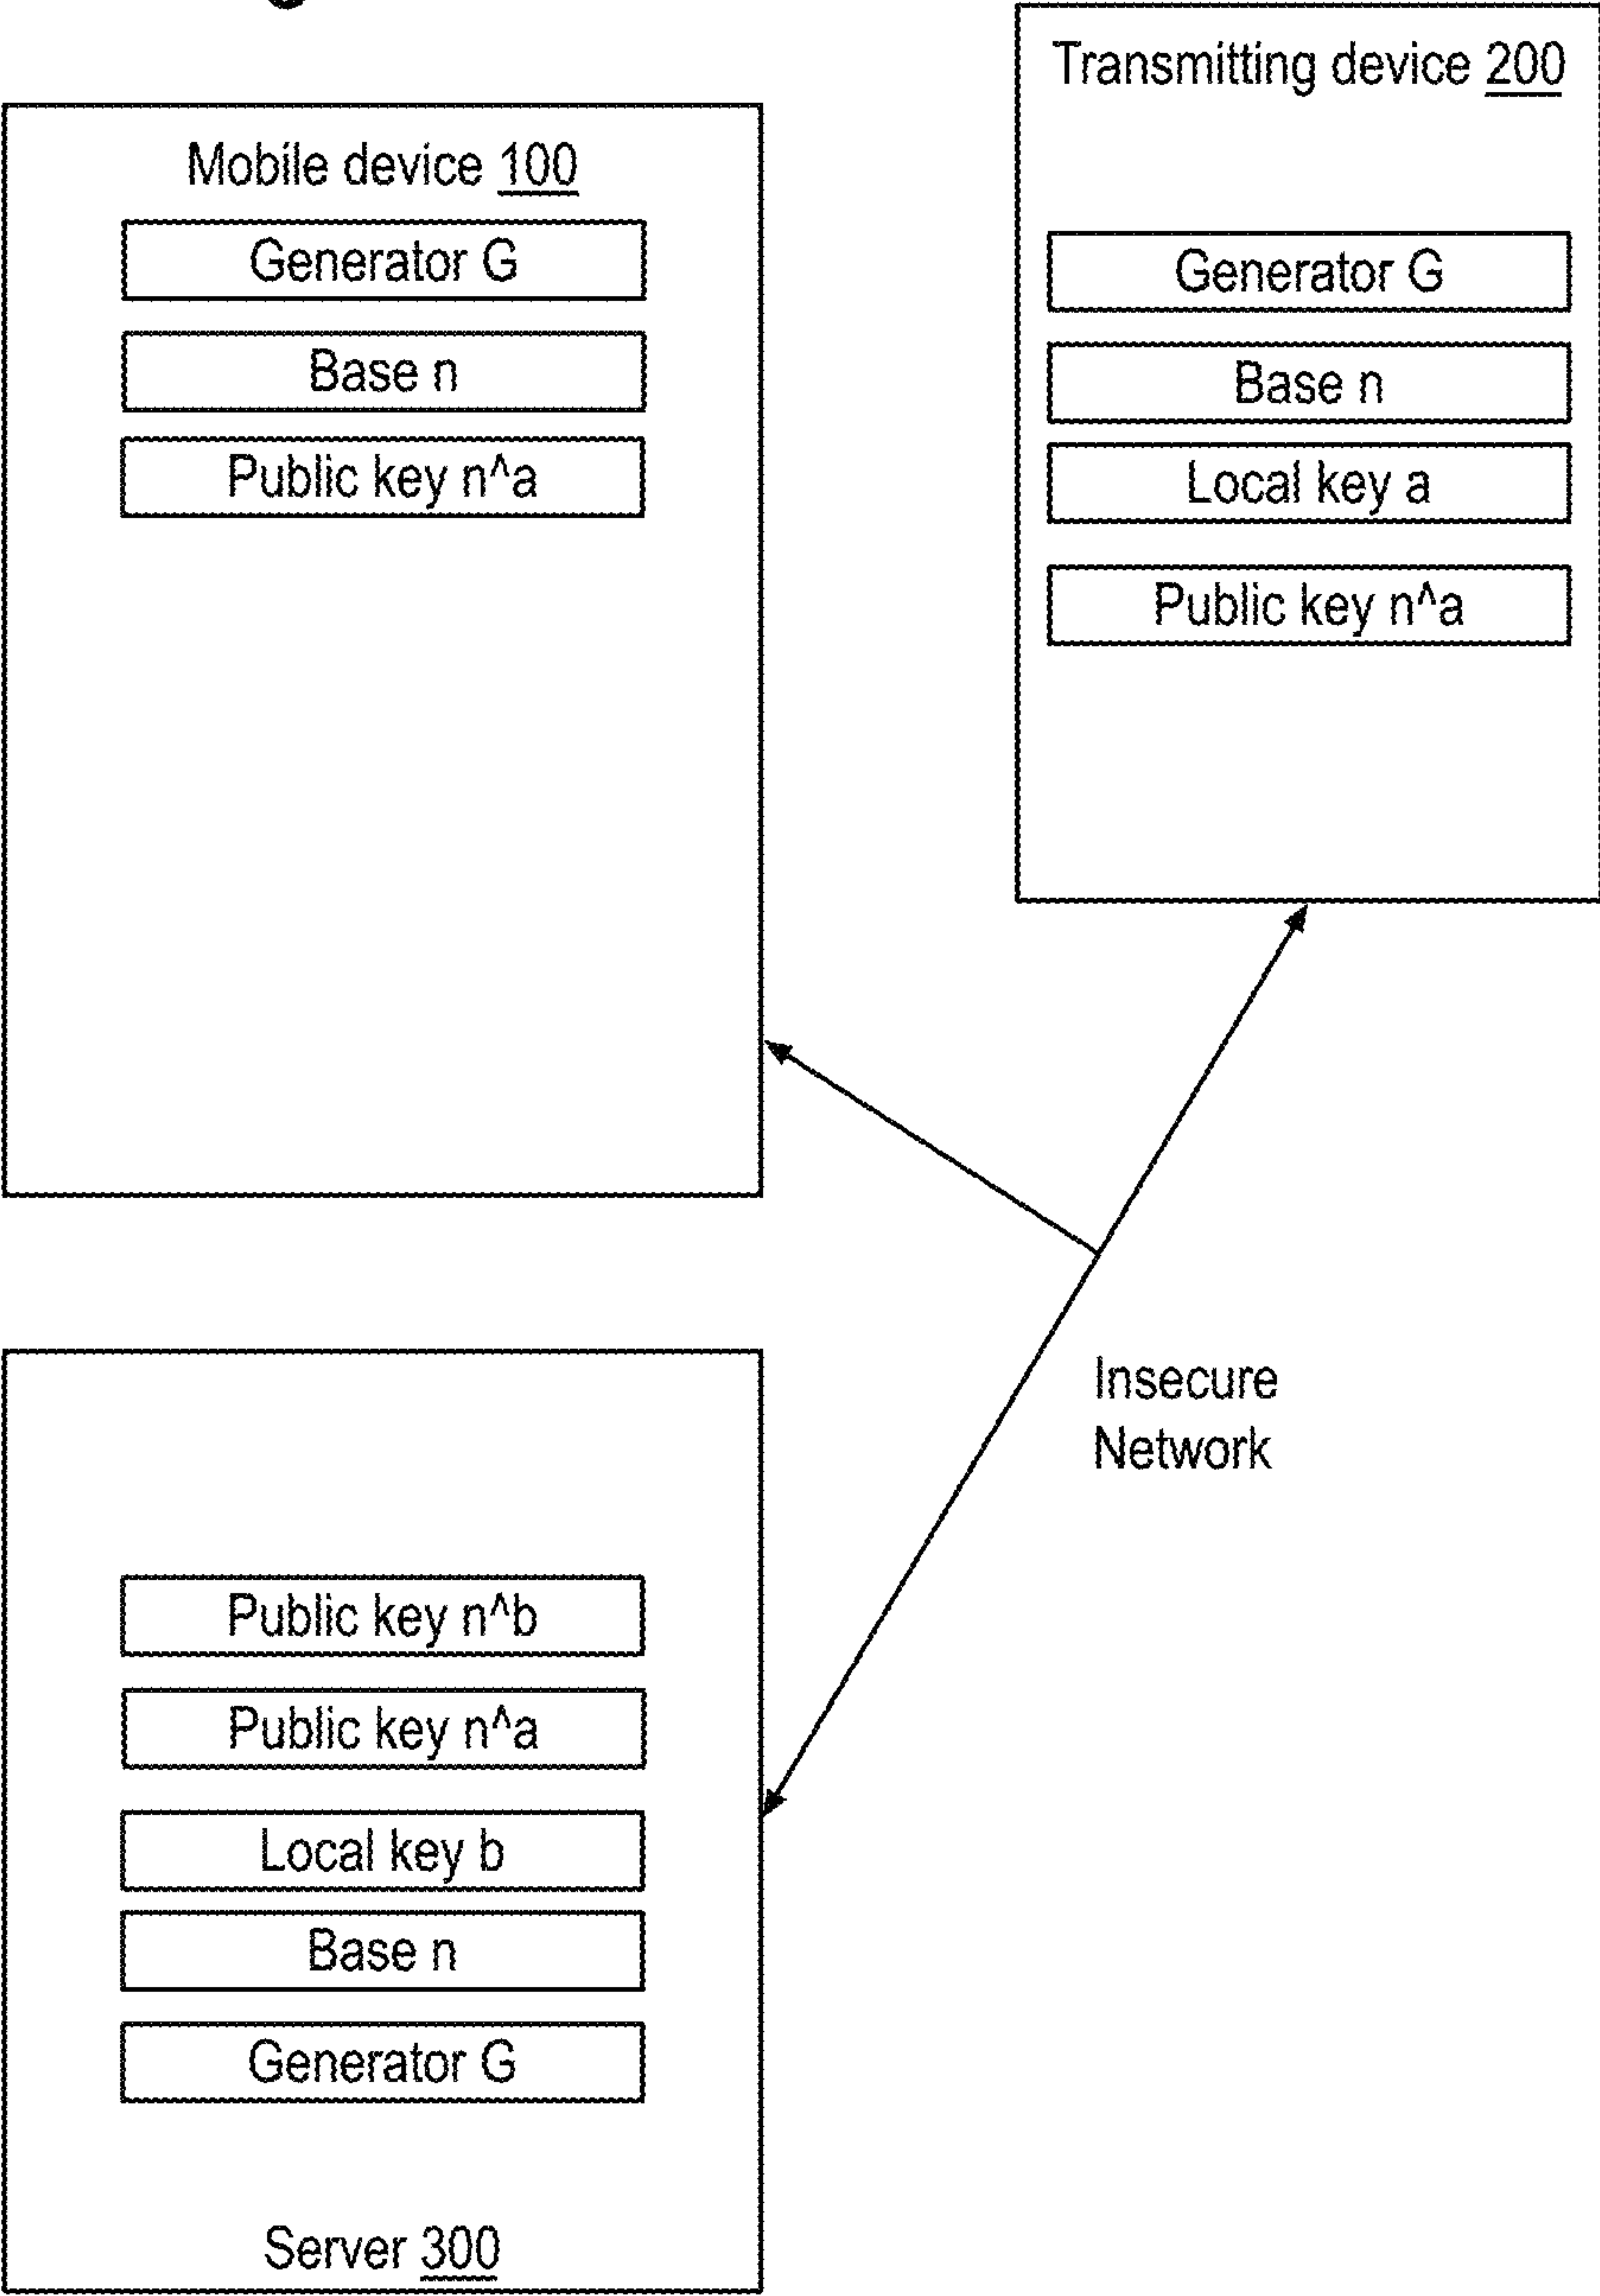 Transmitting device 200
Mobile device 100
Generator G
Base n
Public key n^a
Generator G
Base n
Local key a
Public key n^a
Insecure
Network
Public key n^b
Public key n^a
Local key b
Base n
Generator G
Server 300